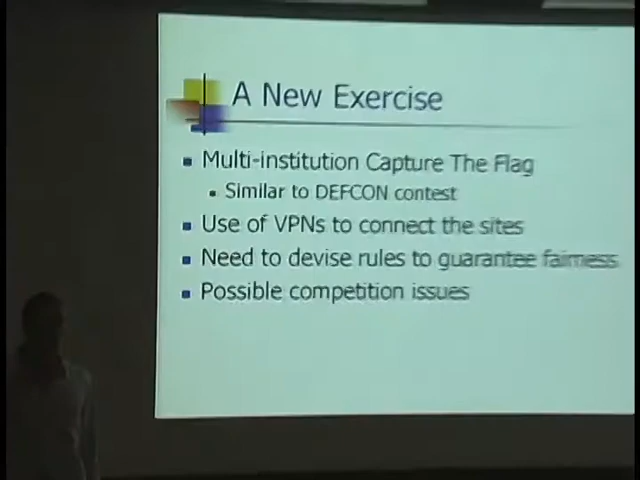 A New Exercise
Multi-institution Capture The Flag
Similar to DEFCON contest
Use of VPNs to connect the sites
Need to devise rules to guarantee fairness
Possible competition issues